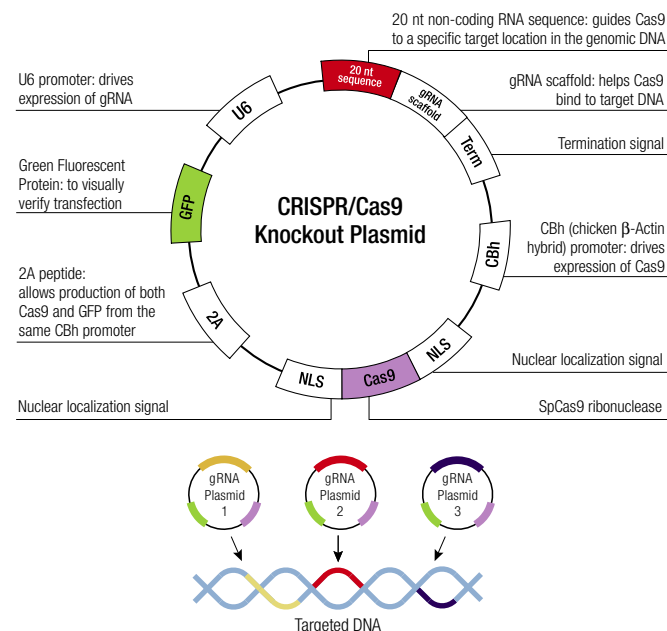 20 nt non-coding RNA sequence: guides Cas9
to a specific target location in the genomic DNA
U6 promoter: drives
expression of gRNA
20 nt
sequence
gRNA
scaffold
gRNA scaffold: helps Cas9
bind to target DNA
U6
Term
Termination signal
Green Fluorescent
Protein: to visually
verify transfection
GFP
CRISPR/Cas9
Knockout Plasmid
CBh
CBh (chicken β-Actin
hybrid) promoter: drives
expression of Cas9
2A peptide:
allows production of both
Cas9 and GFP from the
same CBh promoter
2A
NLS
Cas9
NLS
Nuclear localization signal
Nuclear localization signal
SpCas9 ribonuclease
gRNA
Plasmid
1
gRNA
Plasmid
2
gRNA
Plasmid
3
Targeted DNA